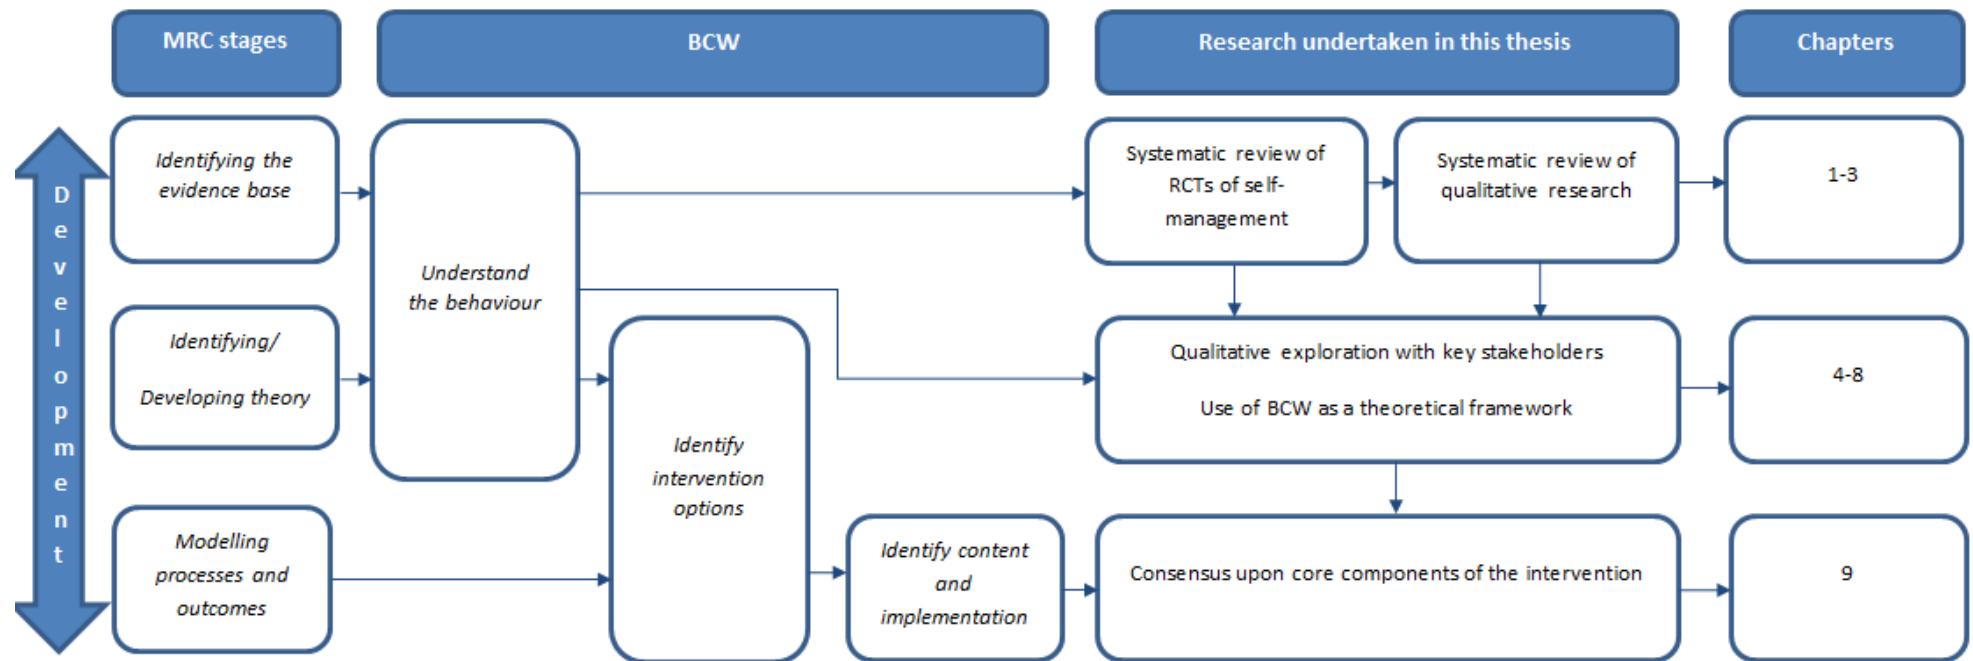 MRC stages
BCW
Research undertaken in this thesis
Chapters
Development
Identifying the
evidence base
Understand
the behaviour
Systematic review of
RCTs of self-
management
Systematic review of
qualitative research
1-3
Identifying/
Developing theory
Identify
intervention
options
Qualitative exploration with key stakeholders
Use of BCW as a theoretical framework
4-8
Modelling
processes and
outcomes
Identify content
and
implementation
Consensus upon core components of the intervention
9